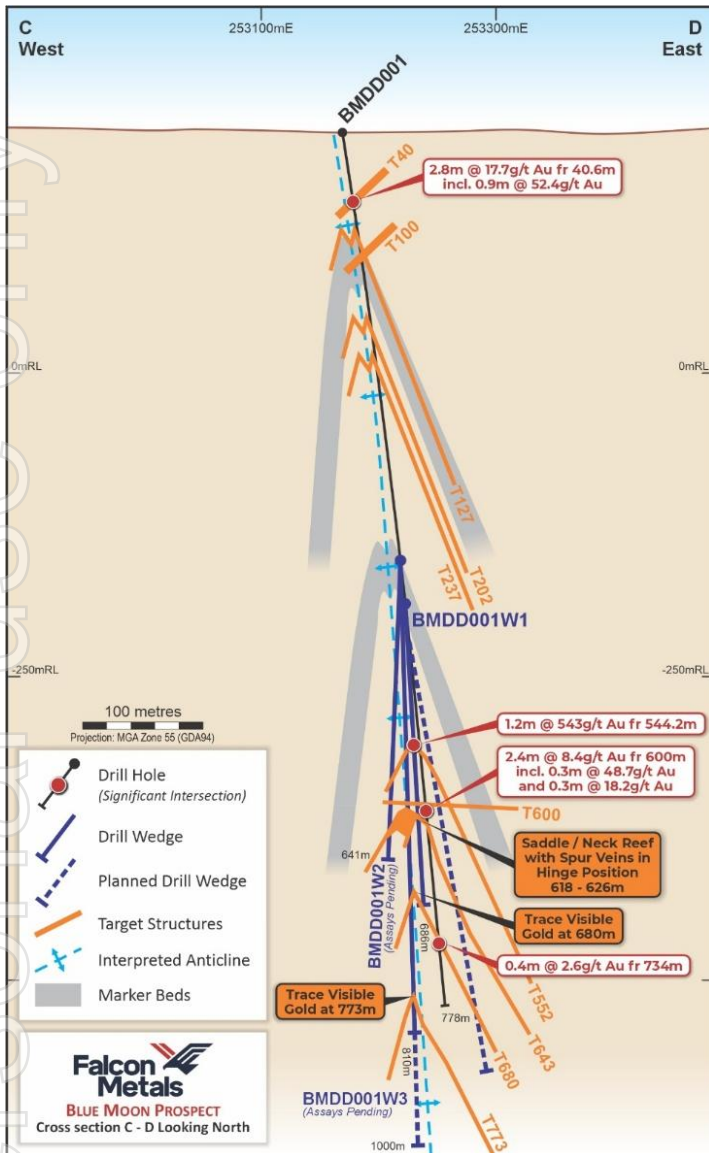 C
West
253100mE
253300mE
D
East
BMDD001
T40
2.8m @ 17.7g/t Au fr 40.6m
incl. 0.9m @ 52.4g/t Au
T100
0mRL
0mRL
T127
T202
T237
BMDD001W1
-250mRL
-250mRL
100 metres
Projection: MGA Zone 55 (GDA94)
1.2m @ 543g/t Au fr 544.2m
2.4m @ 8.4g/t Au fr 600m
incl. 0.3m @ 48.7g/t Au
and 0.3m @ 18.2g/t Au
T600
Saddle / Neck Reef
with Spur Veins in
Hinge Position
618 - 626m
641m
BMDD001W2
(Assays Pending)
686m
Trace Visible
Gold at 680m
0.4m @ 2.6g/t Au fr 734m
T552
778m
T643
Trace Visible
Gold at 773m
T680
810m
BMDD001W3
(Assays Pending)
T773
1000m
Drill Hole
(Significant Intersection)
Drill Wedge
Planned Drill Wedge
Target Structures
Interpreted Anticline
Marker Beds
Falcon
Metals
BLUE MOON PROSPECT
Cross section C - D Looking North
only